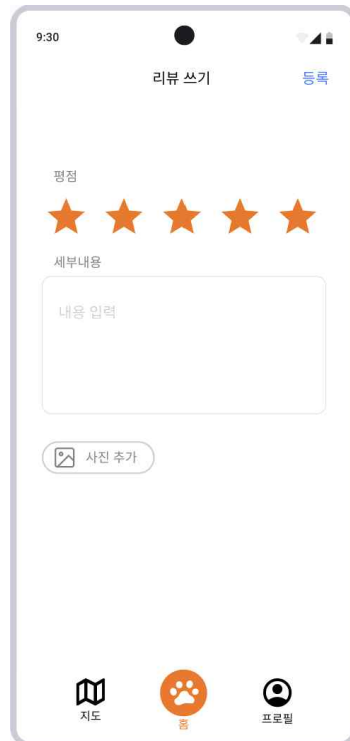 9:30
리뷰 쓰기
등록
평점
세부내용
내용 입력
사진 추가
지도
홈
프로필